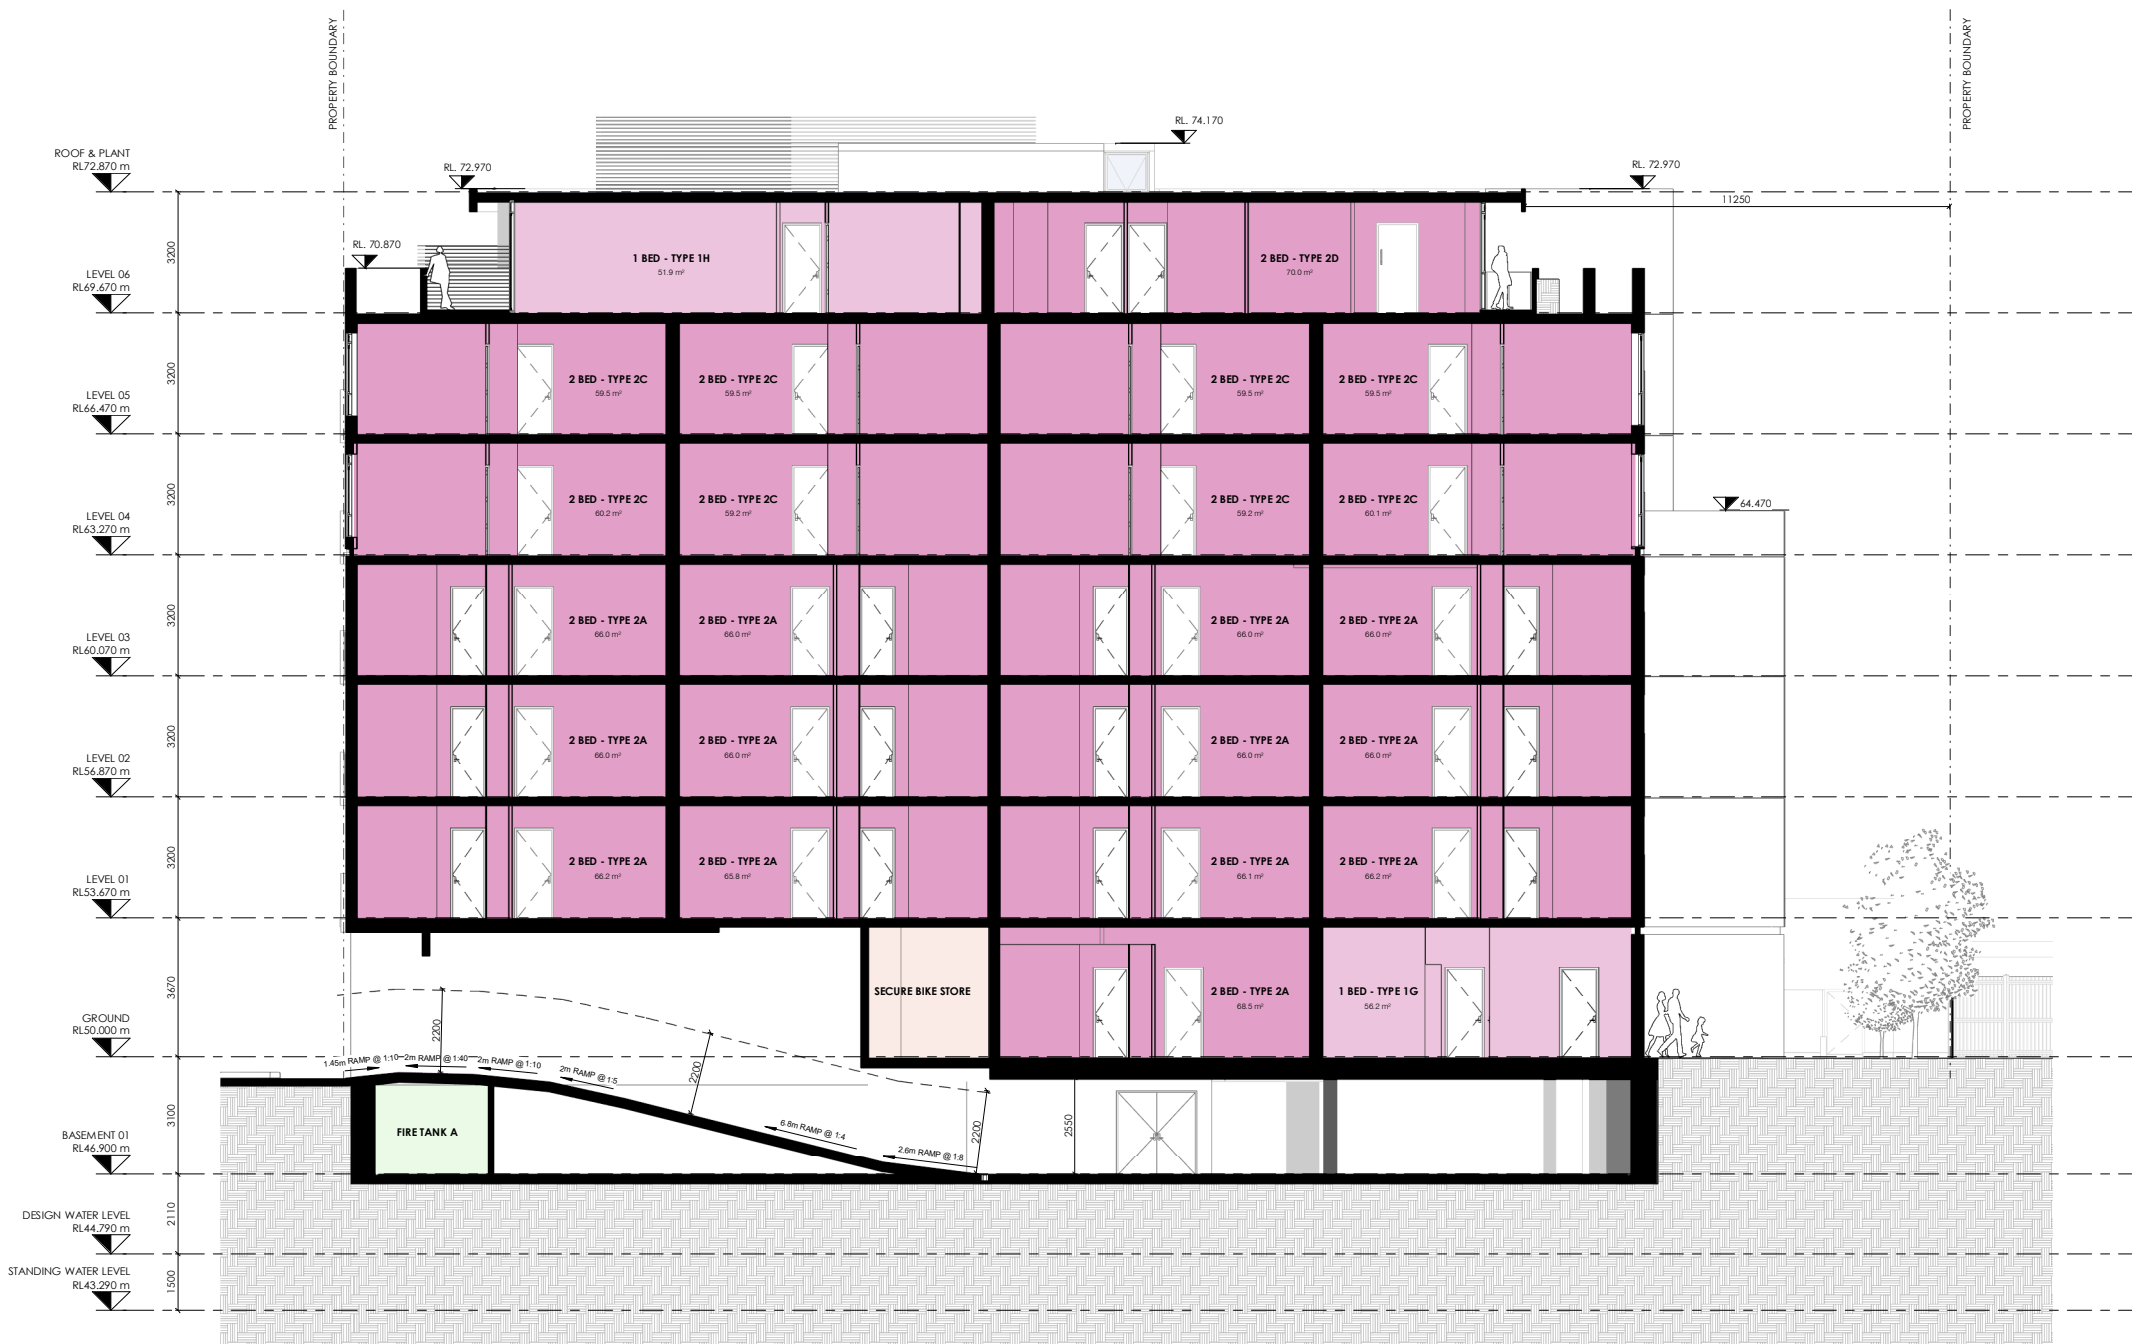 PROPERTY BOUNDARY
PROPERTY BOUNDARY
RL. 74.170
ROOF & PLANT
RL72.870 m
RL. 72.970
RL. 72.970
11250
3200
RL. 70.870
1 BED - TYPE 1H
51.9 m²
2 BED - TYPE 2D
70.0 m²
LEVEL 06
RL69.670 m
3200
2 BED - TYPE 2C
59.5 m²
2 BED - TYPE 2C
59.5 m²
2 BED - TYPE 2C
59.5 m²
2 BED - TYPE 2C
59.5 m²
LEVEL 05
RL66.470 m
3200
2 BED - TYPE 2C
60.2 m²
2 BED - TYPE 2C
59.2 m²
2 BED - TYPE 2C
59.2 m²
2 BED - TYPE 2C
60.1 m²
64.470
LEVEL 04
RL63.270 m
3200
2 BED - TYPE 2A
66.0 m²
2 BED - TYPE 2A
66.0 m²
2 BED - TYPE 2A
66.0 m²
2 BED - TYPE 2A
66.0 m²
LEVEL 03
RL60.070 m
3200
2 BED - TYPE 2A
66.0 m²
2 BED - TYPE 2A
66.0 m²
2 BED - TYPE 2A
66.0 m²
2 BED - TYPE 2A
66.0 m²
LEVEL 02
RL56.870 m
3200
2 BED - TYPE 2A
66.2 m²
2 BED - TYPE 2A
65.8 m²
2 BED - TYPE 2A
66.1 m²
2 BED - TYPE 2A
66.2 m²
LEVEL 01
RL53.670 m
3670
SECURE BIKE STORE
2 BED - TYPE 2A
68.5 m²
1 BED - TYPE 1G
56.2 m²
GROUND
RL50.000 m
2200
1.45m RAMP @ 1:10
2m RAMP @ 1:40
2m RAMP @ 1:10
2m RAMP @ 1:5
2200
3100
FIRE TANK A
6.8m RAMP @ 1:4
2.6m RAMP @ 1:8
2200
2550
BASEMENT 01
RL46.900 m
2110
DESIGN WATER LEVEL
RL44.790 m
1500
STANDING WATER LEVEL
RL43.290 m